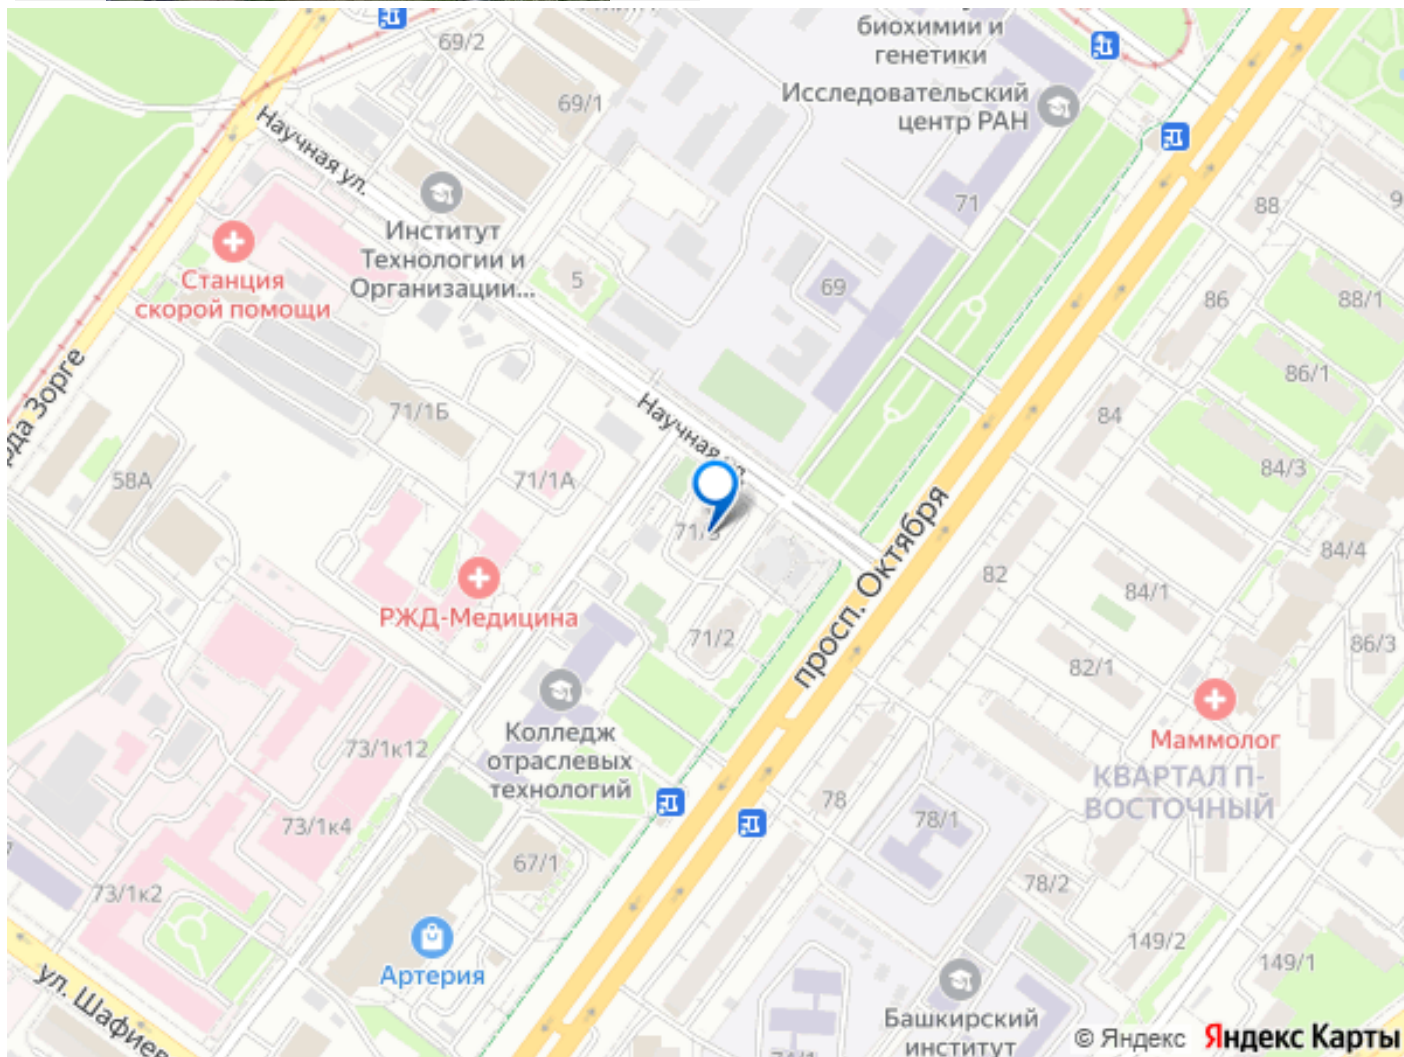 69/2
биохимии и
генетики
Исследовательский
центр РАН
69/1
Научная ул.
Институт
Технологии и
Организации...
71
88
Станция
скорой помощи
5
69
86
88/1
86/1
Научная ул.
71/1Б
84
84/3
58А
71/1А
71/3
просп. Октября
84/4
82
84/1
РЖД-Медицина
71/2
82/1
86/3
Маммолог
Колледж
отраслевых
технологий
73/1к12
КВАРТАЛ П-
ВОСТОЧНЫЙ
78
78/1
73/1к4
67/1
78/2
73/1к2
149/2
149/1
Артерия
ул. Шафиев
Башкирский
институт
© Яндекс Яндекс Карты